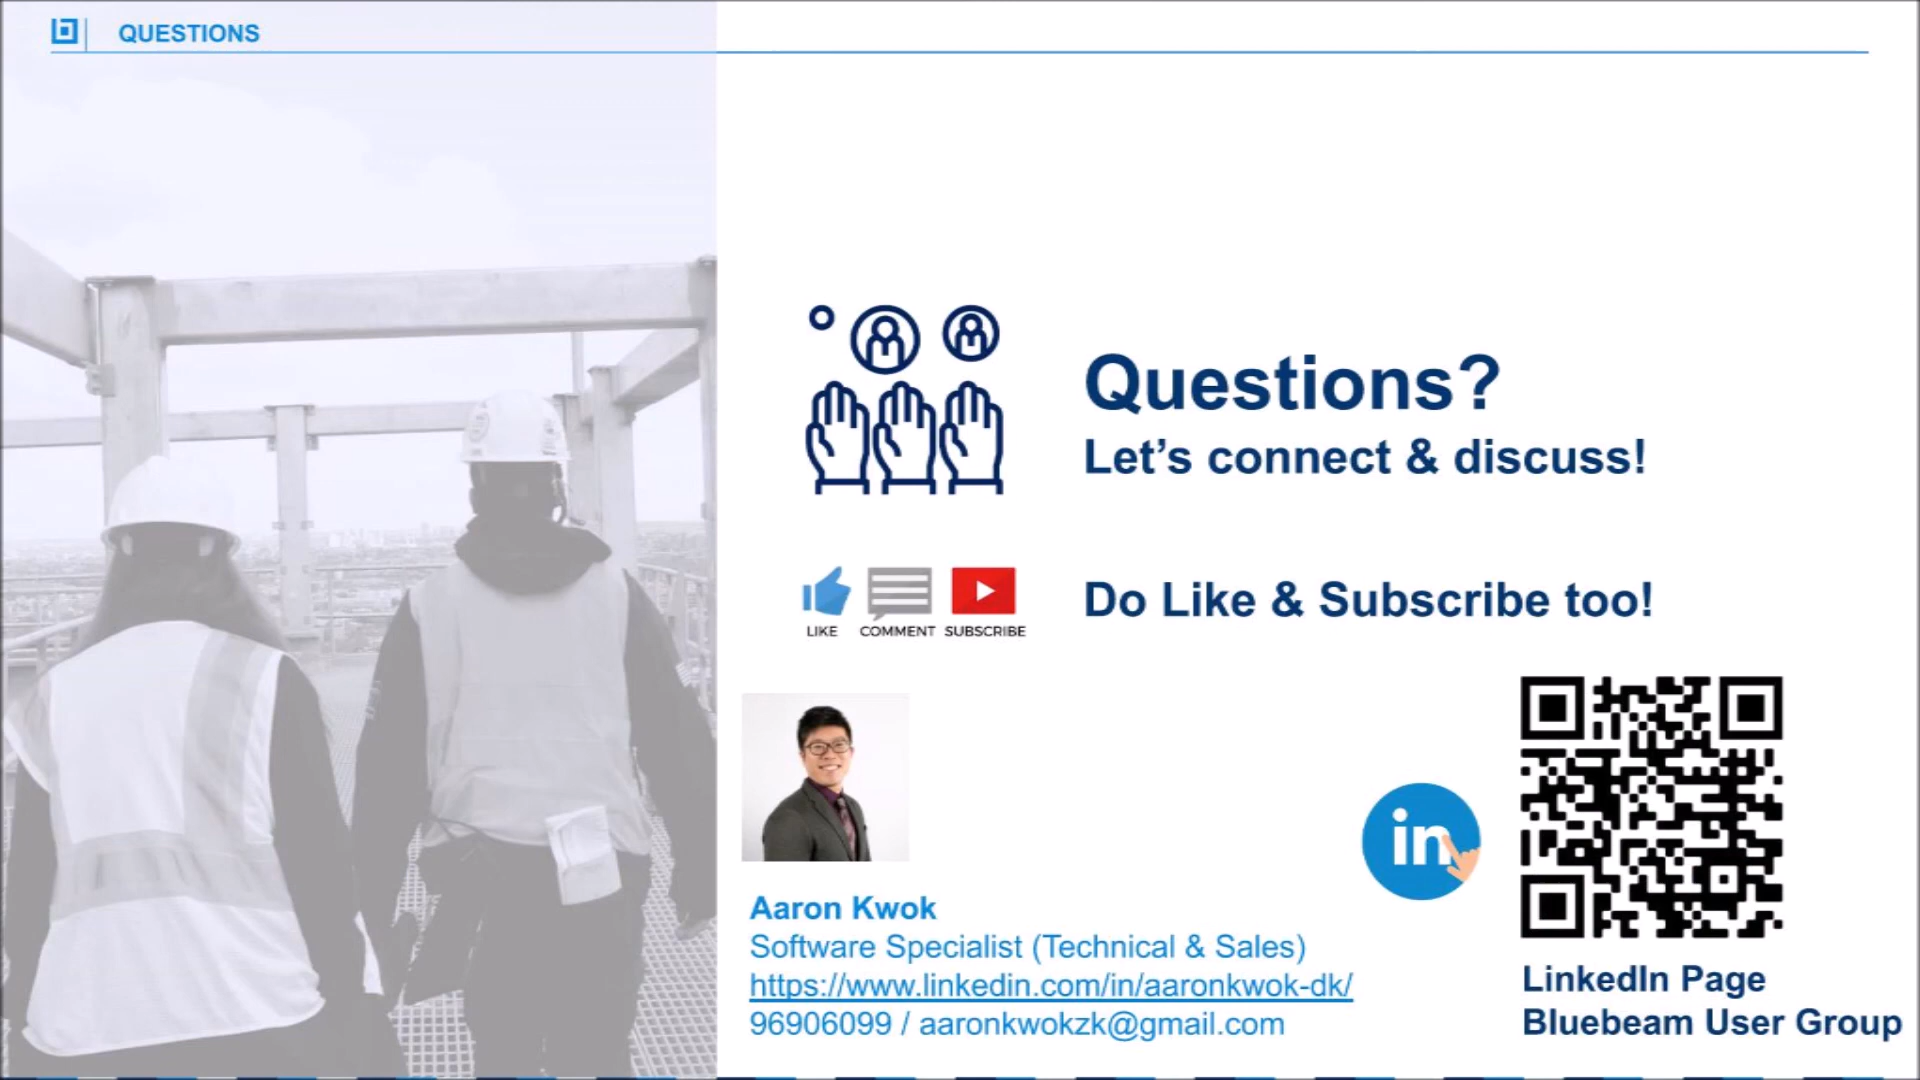 QUESTIONS
Questions?
Let's connect & discuss!
LIKE COMMENT SUBSCRIBE
Do Like & Subscribe too!
in
Aaron Kwok
Software Specialist (Technical & Sales)
https://www.linkedin.com/in/aaronkwok-dk/
96906099 / aaronkwokzk@gmail.com
LinkedIn Page
Bluebeam User Group